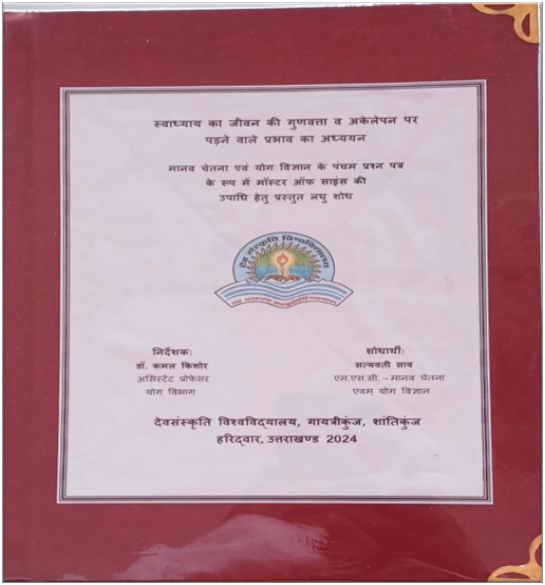 स्वाध्याय का जीवन की गुणवत्ता व अकेलेपन पर
पड़ने वाले प्रभाव का अध्ययन
मानव चेतना एवं योग विज्ञान के पंचम प्रश्न पत्र
के रूप में मॉस्टर ऑफ साइंस की
उपाधि हेतु प्रस्तुत लघु शोध
देव संस्कृति विश्वविद्यालय
निर्देशक:
डॉ. कमल किशोर
असिस्टेंट प्रोफेसर
योग विभाग
शोधार्थी:
सत्यवती साव
एम.एस.सी.–मानव चेतना
एवम् योग विज्ञान
देवसंस्कृति विश्वविद्यालय, गायत्रीकुंज, शांतिकुंज
हरिद्वार, उत्तराखण्ड 2024